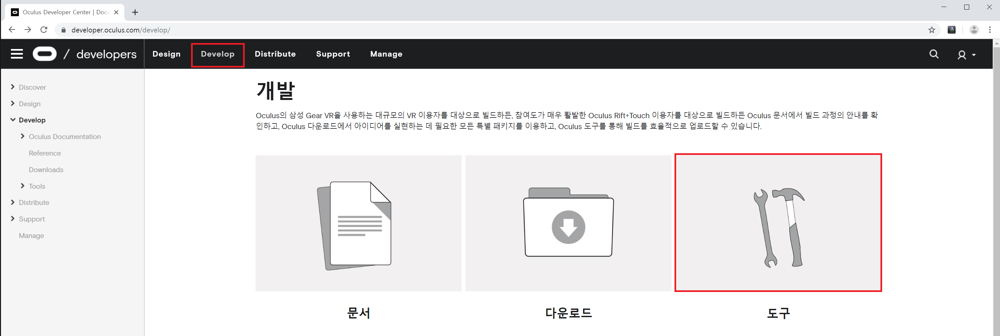 Oculus Developer Center | Docu
developer.oculus.com/develop/
/ developers
Design
Develop
Distribute
Support
Manage
Discover
Design
Develop
Oculus Documentation
Reference
Downloads
Tools
Distribute
Support
Manage
개발
Oculus의 삼성 Gear VR을 사용하는 대규모의 VR 이용자를 대상으로 빌드하든, 참여도가 매우 활발한 Oculus Rift+Touch 이용자를 대상으로 빌드하든 Oculus 문서에서 빌드 과정의 안내를 확
인하고, Oculus 다운로드에서 아이디어를 실현하는 데 필요한 모든 특별 패키지를 이용하고, Oculus 도구를 통해 빌드를 효율적으로 업로드할 수 있습니다.
문서
다운로드
도구